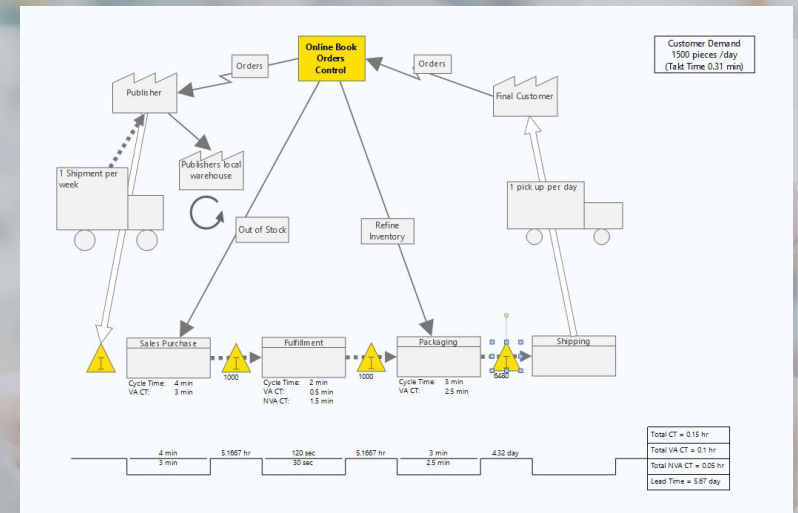 Online Book
Orders
Control
Customer Demand
1500 pieces /day
(Takt Time 0.31 min)
Orders
Orders
Publisher
Final Customer
Publishers local
warehouse
1 Shipment per
week
1 pick up per day
Out of Stock
Refine
Inventory
Sales Purchase
Fulfillment
Packaging
Shipping
I
I
I
I
1000
1000
6480
Cycle Time: 4 min
VA CT: 3 min
Cycle Time: 2 min
VA CT: 0.5 min
NVA CT: 1.5 min
Cycle Time: 3 min
VA CT: 2.5 min
4 min
3 min
5.1667 hr
120 sec
30 sec
5.1667 hr
3 min
2.5 min
4.32 day
Total CT = 0.15 hr
Total VA CT = 0.1 hr
Total NVA CT = 0.05 hr
Lead Time = 5.67 day